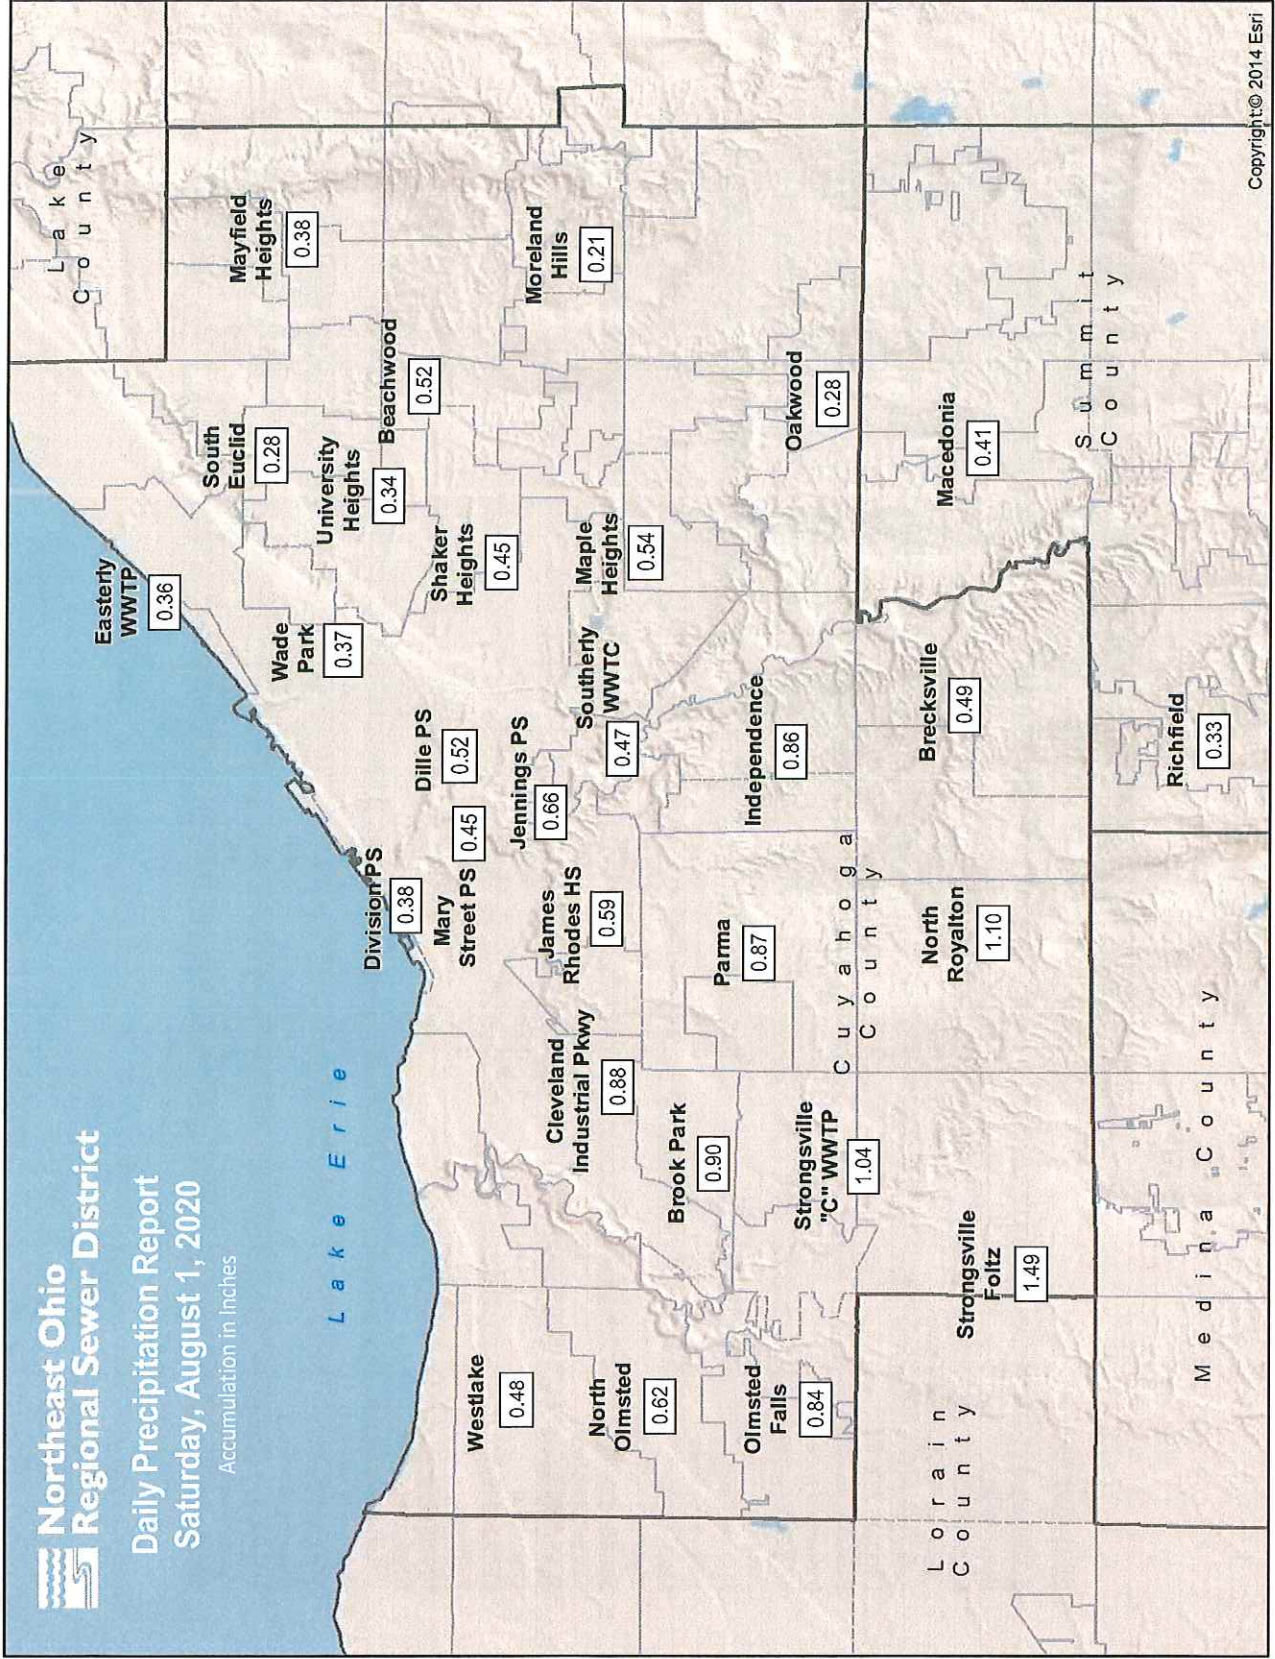 Northeast Ohio
Regional Sewer District
Daily Precipitation Report
Saturday, August 1, 2020
Accumulation in Inches
Lake Erie
Lake
County
Easterly
WWTP
0.36
Mayfield
Heights
0.38
South
Euclid
0.28
Wade
Park
0.37
University
Heights
0.34
Beachwood
0.52
Division PS
0.38
Dille PS
0.52
Mary
Street PS
0.45
Shaker
Heights
0.45
Moreland
Hills
0.21
Westlake
0.48
Jennings PS
0.66
James
Rhodes HS
0.59
Cleveland
Industrial Pkwy
0.88
Southerly
WWTC
0.47
Maple
Heights
0.54
North
Olmsted
0.62
Brook Park
0.90
Parma
0.87
Independence
0.86
Oakwood
0.28
Olmsted
Falls
0.84
Strongsville
"C" WWTP
1.04
Cuyahoga
County
North
Royalton
1.10
Brecksville
0.49
Macedonia
0.41
Strongsville
Foltz
1.49
Lorain
County
Summit
County
Richfield
0.33
Medina County
Copyright:© 2014 Esri